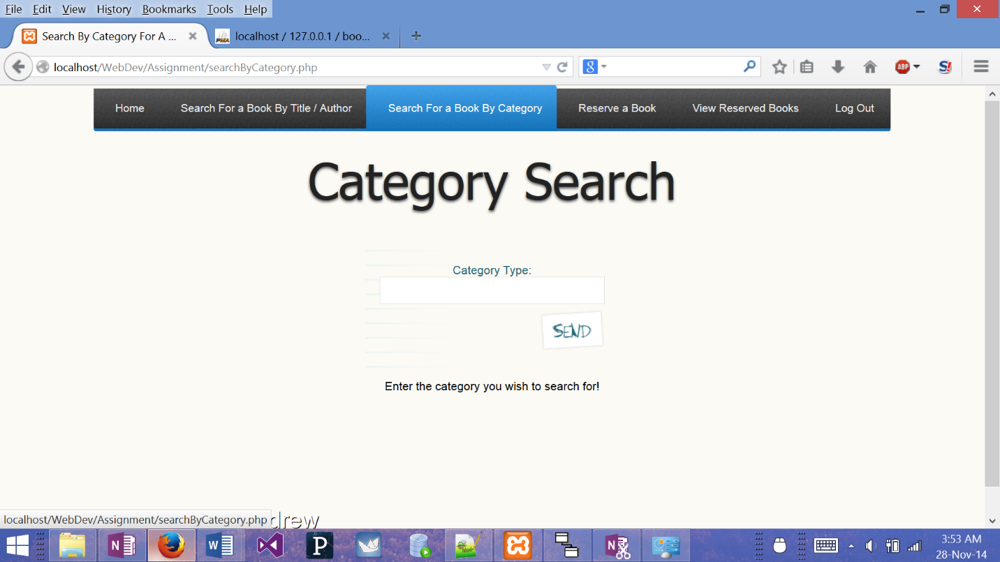 File Edit View History Bookmarks Tools Help
Search By Category For A ... localhost / 127.0.0.1 / boo...
localhost/WebDev/Assignment/searchByCategory.php
Home Search For a Book By Title / Author Search For a Book By Category Reserve a Book View Reserved Books Log Out
Category Search
Category Type:
SEND
Enter the category you wish to search for!
localhost/WebDev/Assignment/searchByCategory.php drew
3:53 AM
28-Nov-14